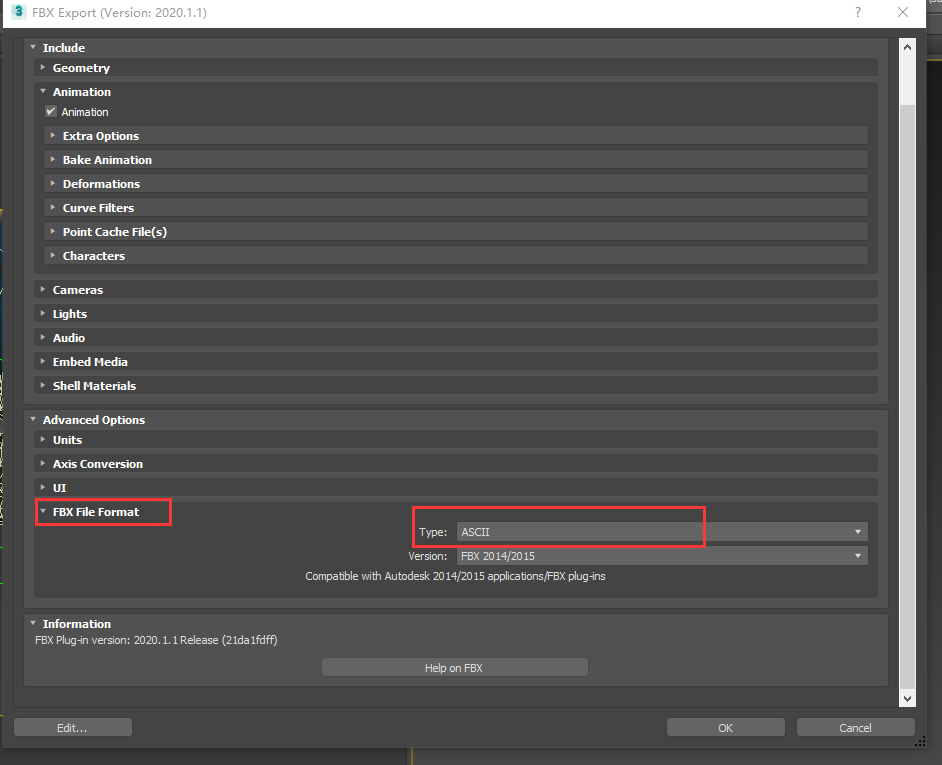 FBX Export (Version: 2020.1.1)
Include
Geometry
Animation
Animation
Extra Options
Bake Animation
Deformations
Curve Filters
Point Cache File(s)
Characters
Cameras
Lights
Audio
Embed Media
Shell Materials
Advanced Options
Units
Axis Conversion
UI
FBX File Format
Type: ASCII
Version: FBX 2014/2015
Compatible with Autodesk 2014/2015 applications/FBX plug-ins
Information
FBX Plug-in version: 2020.1.1 Release (21da1fdff)
Help on FBX
Edit... OK Cancel